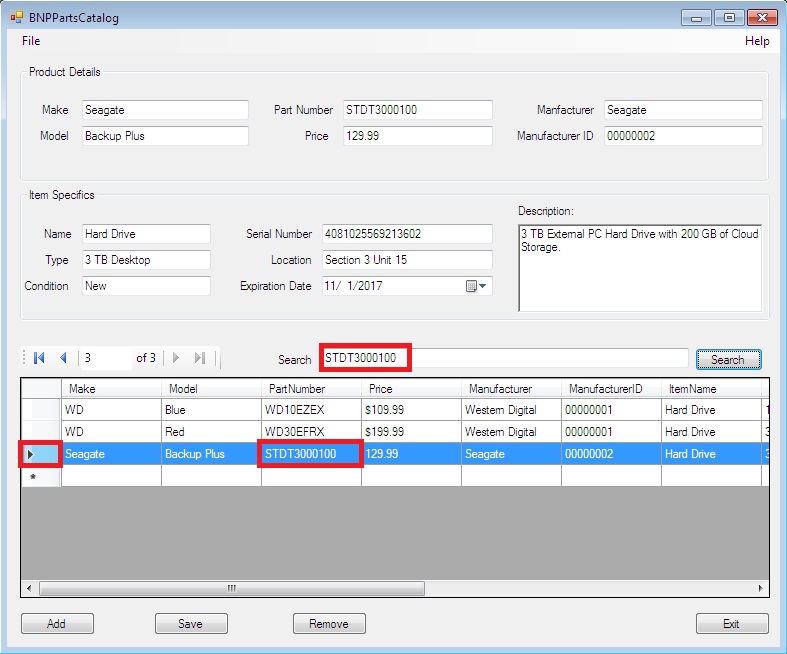 BNPPartsCatalog
File Help
Product Details
Make Seagate Part Number STDT3000100 Manfacturer Seagate
Model Backup Plus Price 129.99 Manufacturer ID 00000002
Item Specifics
Description:
Name Hard Drive Serial Number 4081025569213602 3 TB External PC Hard Drive with 200 GB of Cloud
Storage.
Type 3 TB Desktop Location Section 3 Unit 15
Condition New Expiration Date 11/ 1/2017
3 of 3 Search STDT3000100 Search
Make Model PartNumber Price Manufacturer ManufacturerID ItemName
WD Blue WD10EZEX $109.99 Western Digital 00000001 Hard Drive 1
WD Red WD30EFRX $199.99 Western Digital 00000001 Hard Drive 3
Seagate Backup Plus STDT3000100 129.99 Seagate 00000002 Hard Drive 3
*
Add Save Remove Exit